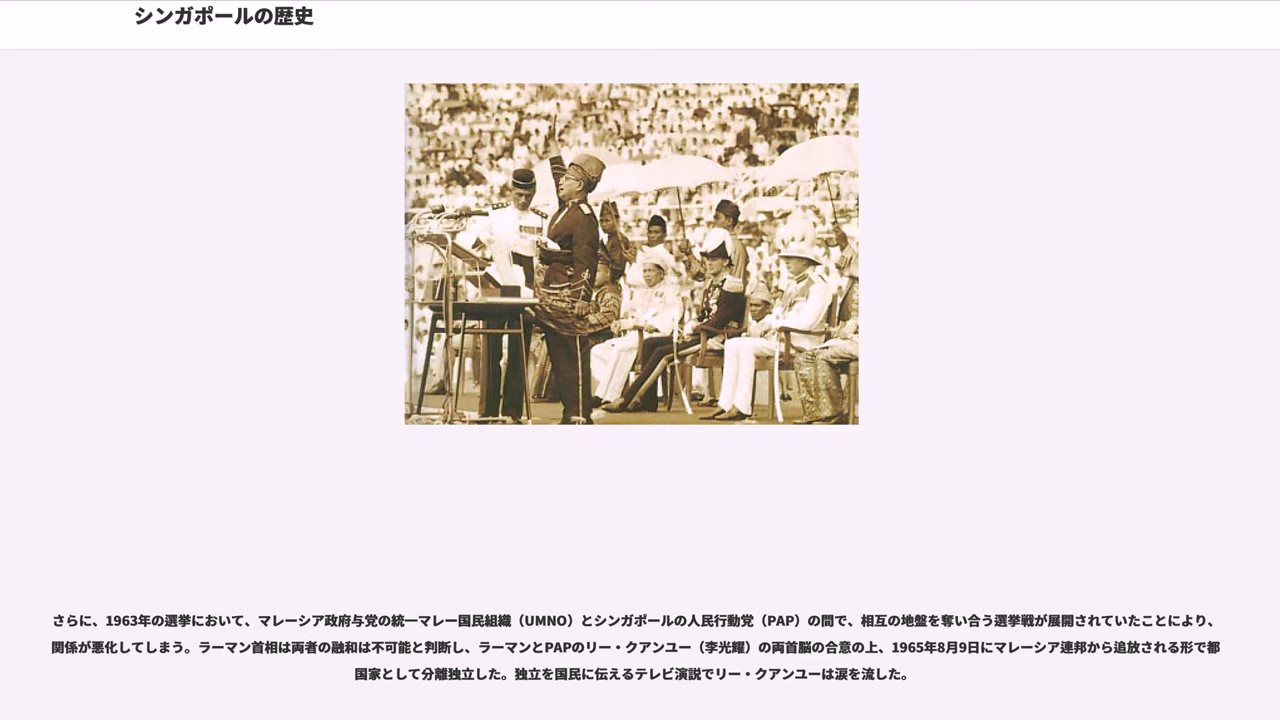 シンガポールの歴史
さらに、1963年の選挙において、マレーシア政府与党の統一マレー国民組織（UMNO）とシンガポールの人民行動党（PAP）の間で、相互の地盤を奪い合う選挙戦が展開されていたことにより、
関係が悪化してしまう。ラーマン首相は両者の融和は不可能と判断し、ラーマンとPAPのリー・クアンユー（李光耀）の両首脳の合意の上、1965年8月9日にマレーシア連邦から追放される形で都
国家として分離独立した。独立を国民に伝えるテレビ演説でリー・クアンユーは涙を流した。